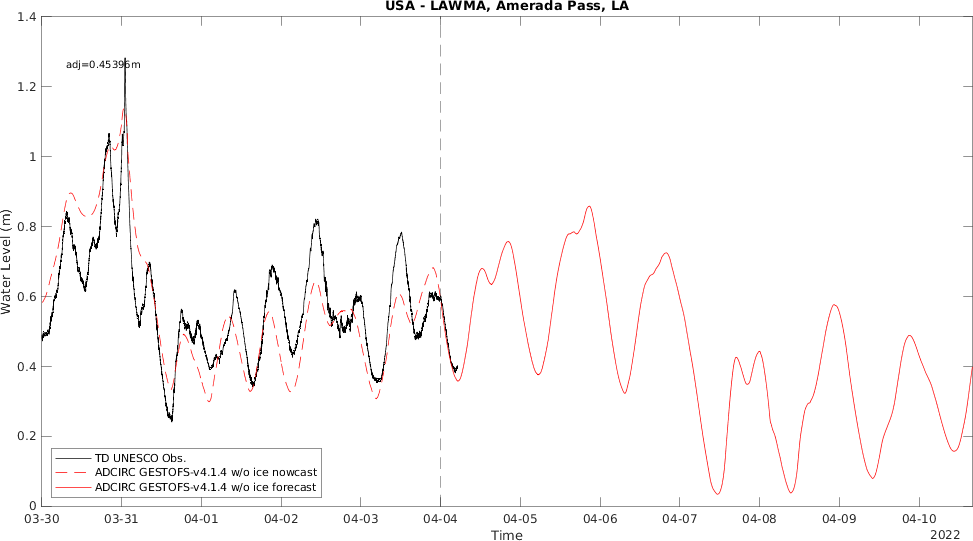 USA - LAWMA, Amerada Pass, LA
1.4
1.2
1
0.8
0.6
0.4
0.2
0
Water Level (m)
adj=0.45396m
TD UNESCO Obs.
ADCIRC GESTOFS-v4.1.4 w/o ice nowcast
ADCIRC GESTOFS-v4.1.4 w/o ice forecast
03-30 03-31 04-01 04-02 04-03 04-04 04-05 04-06 04-07 04-08 04-09 04-10
Time
2022